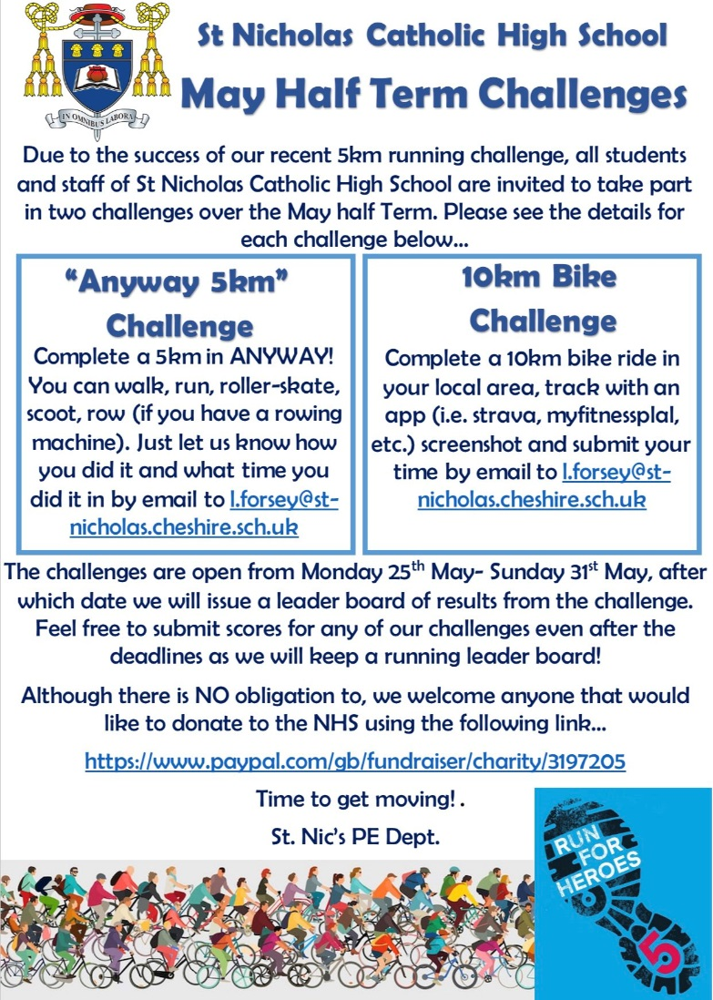 St Nicholas Catholic High School
May Half Term Challenges
IN OMNIBUS LABORA
Due to the success of our recent 5km running challenge, all students
and staff of St Nicholas Catholic High School are invited to take part
in two challenges over the May half Term. Please see the details for
each challenge below...
“Anyway 5km”
Challenge
Complete a 5km in ANYWAY!
You can walk, run, roller-skate,
scoot, row (if you have a rowing
machine). Just let us know how
you did it and what time you
did it in by email to l.forsey@st-
nicholas.cheshire.sch.uk
10km Bike
Challenge
Complete a 10km bike ride in
your local area, track with an
app (i.e. strava, myfitnessplal,
etc.) screenshot and submit your
time by email to l.forsey@st-
nicholas.cheshire.sch.uk
The challenges are open from Monday 25th May- Sunday 31st May, after
which date we will issue a leader board of results from the challenge.
Feel free to submit scores for any of our challenges even after the
deadlines as we will keep a running leader board!
Although there is NO obligation to, we welcome anyone that would
like to donate to the NHS using the following link...
https://www.paypal.com/gb/fundraiser/charity/3197205
Time to get moving! .
St. Nic’s PE Dept.
RUN
FOR
HEROES
5